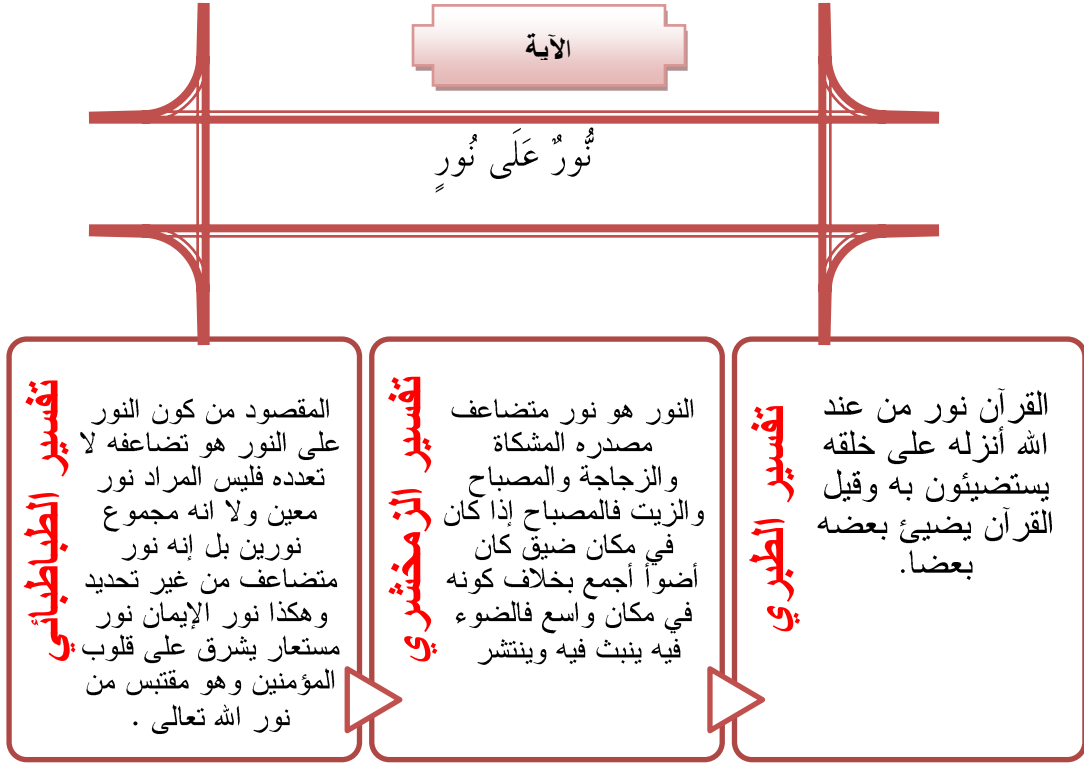 الآية
نُّورٌ عَلَى نُورٍ
تفسير الطبري
القرآن نور من عند
الله أنزله على خلقه
يستضيئون به وقيل
القرآن يضيئ بعضه
بعضا.
تفسير الزمخشري
النور هو نور متضاعف
مصدره المشكاة
والزجاجة والمصباح
والزيت فالمصباح إذا كان
في مكان ضيق كان
أضوأ أجمع بخلاف كونه
في مكان واسع فالضوء
فيه ينبث فيه وينتشر
تفسير الطباطبائي
المقصود من كون النور
على النور هو تضاعفه لا
تعدده فليس المراد نور
معين ولا انه مجموع
نورين بل إنه نور
متضاعف من غير تحديد
وهكذا نور الإيمان نور
مستعار يشرق على قلوب
المؤمنين وهو مقتبس من
نور الله تعالى .